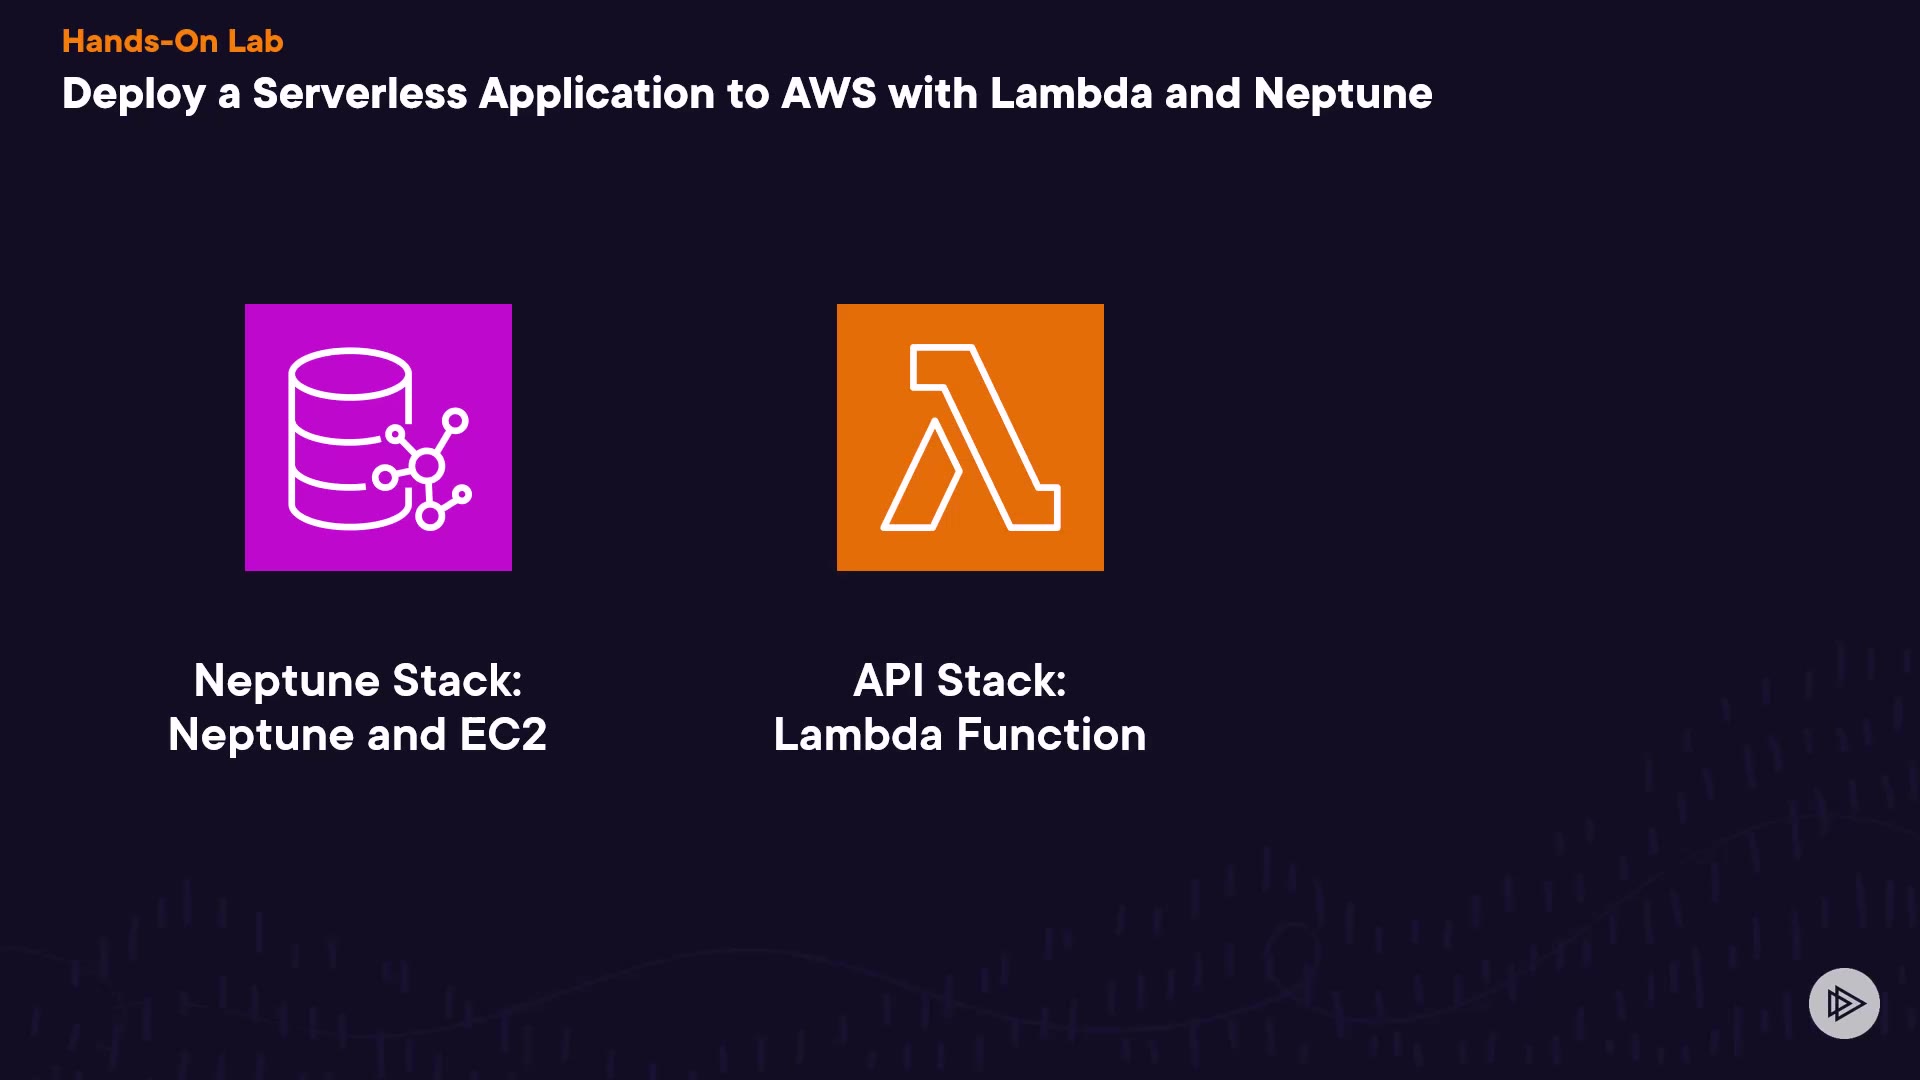 Hands-On Lab
Deploy a Serverless Application to AWS with Lambda and Neptune
Neptune Stack:
Neptune and EC2
API Stack:
Lambda Function